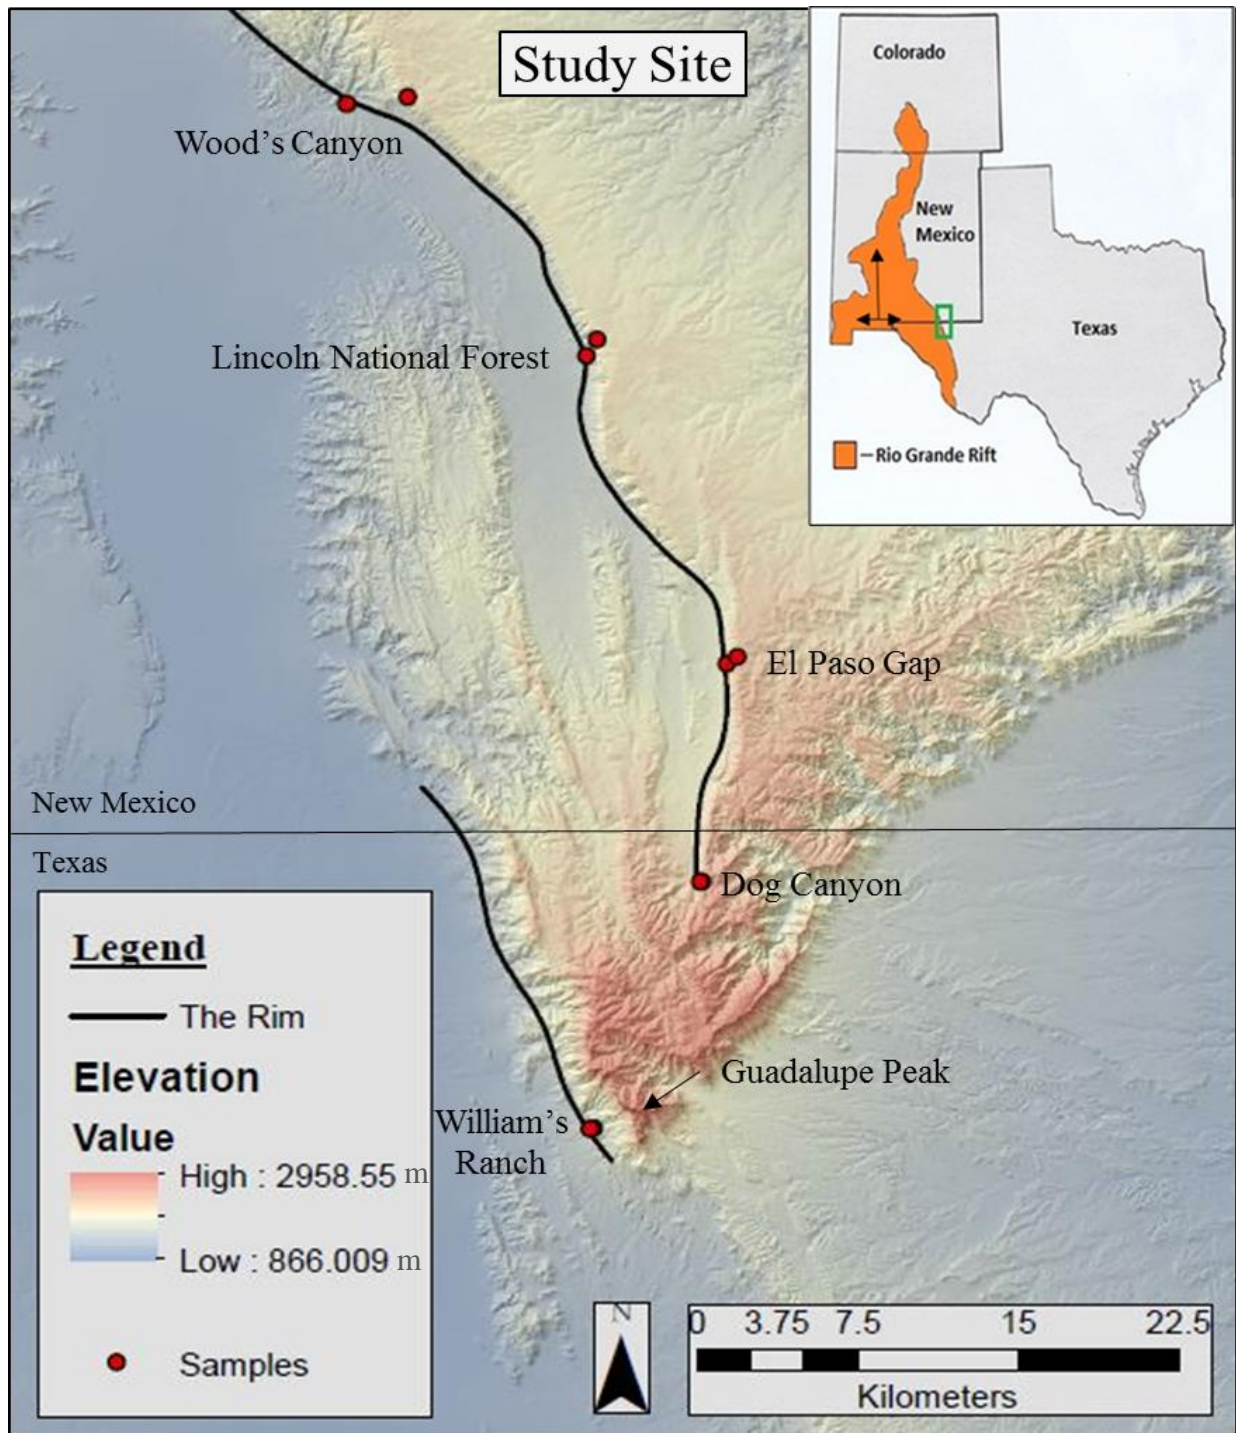 Study Site
Colorado
New
Mexico
Texas
–Rio Grande Rift
Wood's Canyon
Lincoln National Forest
El Paso Gap
New Mexico
Texas
Dog Canyon
Guadalupe Peak
William's
Ranch
Legend
The Rim
Elevation
Value
High : 2958.55 m
Low : 866.009 m
Samples
N
0 3.75 7.5 15 22.5
Kilometers